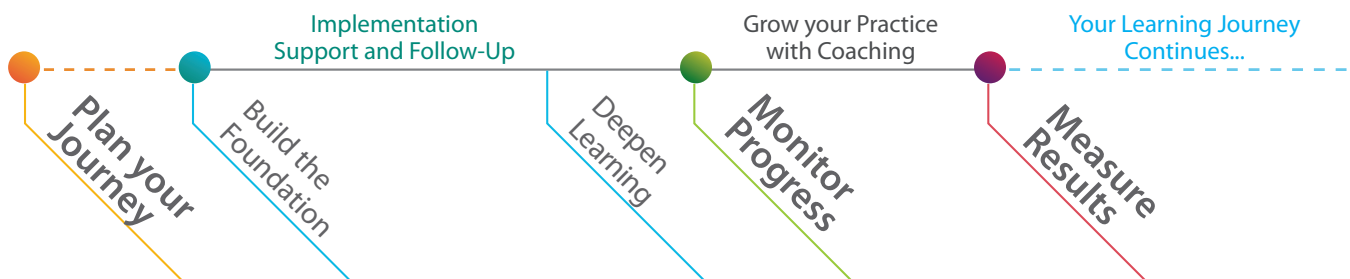 Implementation
Support and Follow-Up
Grow your Practice
with Coaching
Your Learning Journey
Continues...
Plan your
Journey
Build the
Foundation
Deepen
Learning
Monitor
Progress
Measure
Results